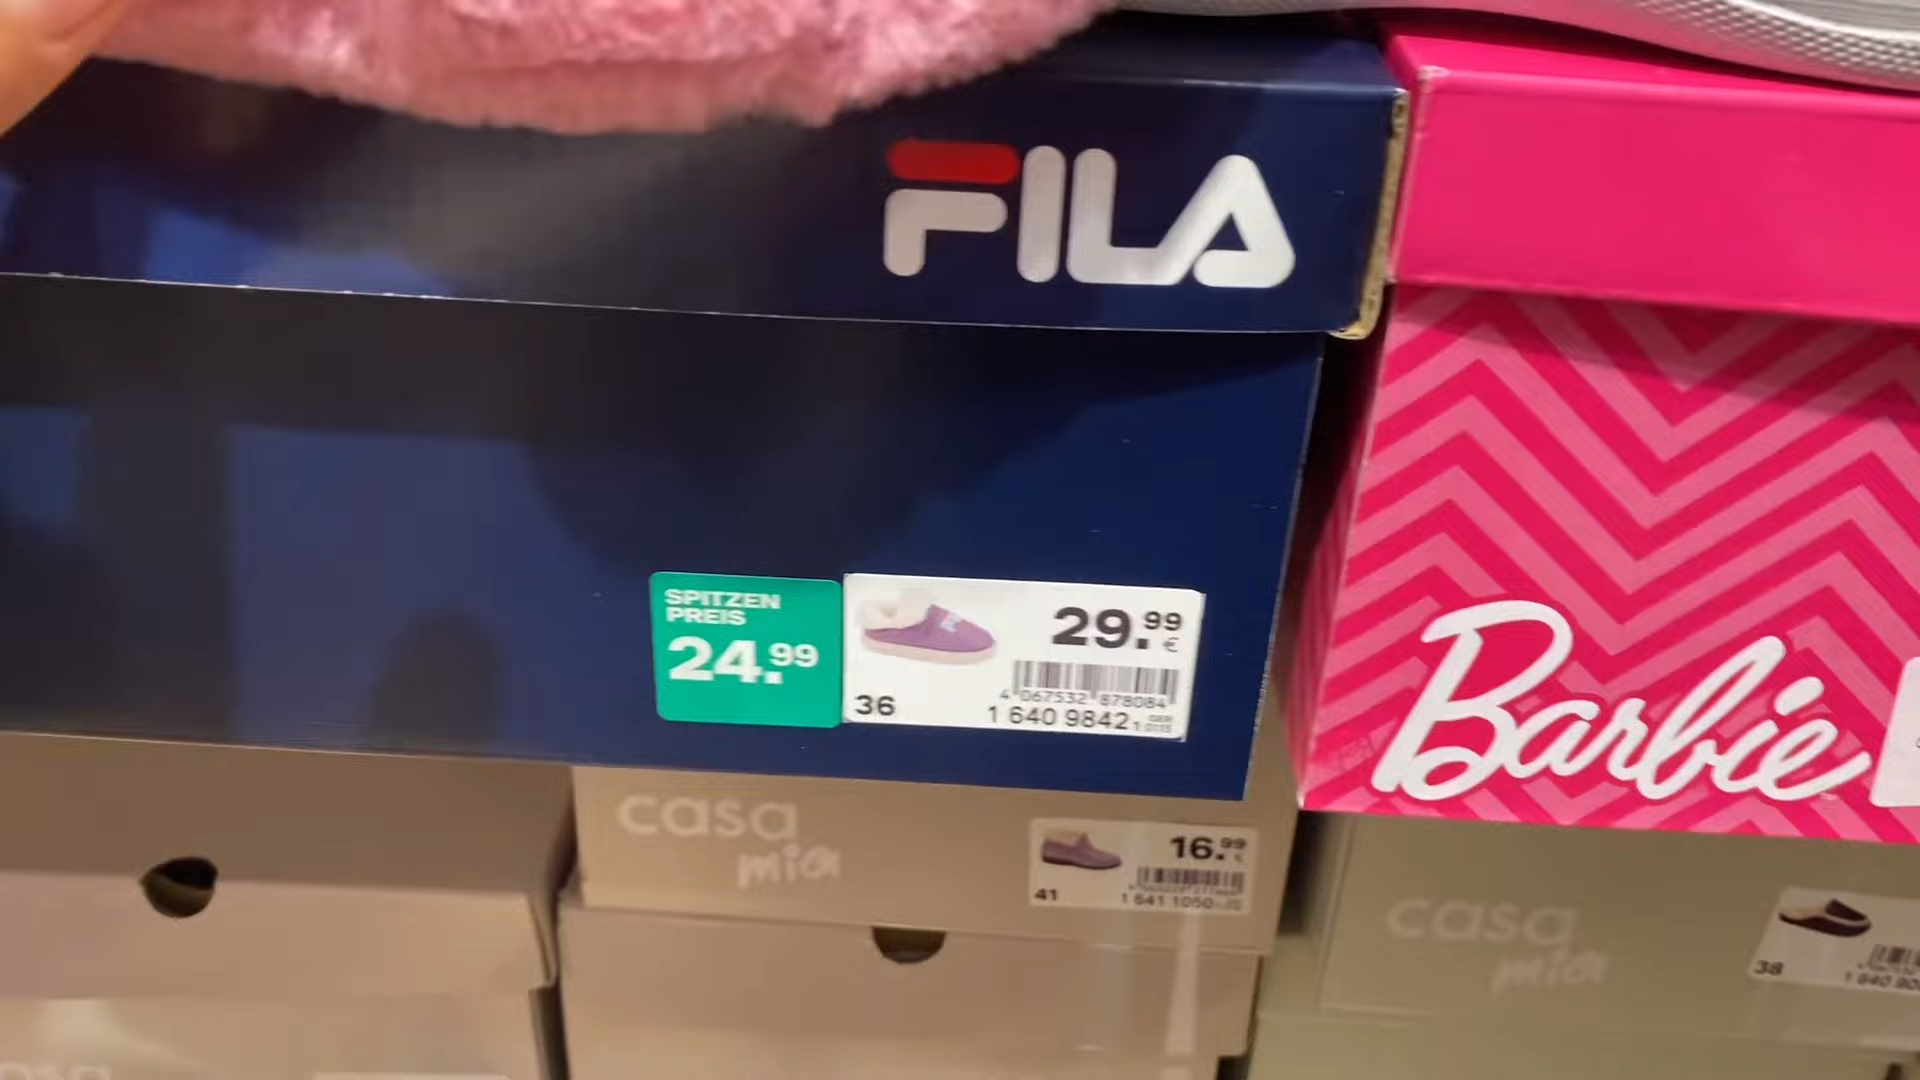 FILA
SPITZEN
PREIS
24.99
29.99
€
4 067532 878084
36
1 640 9842
Barbie
casa
mia
16.99
€
41
1 641 1050
casa
mia
38
casa